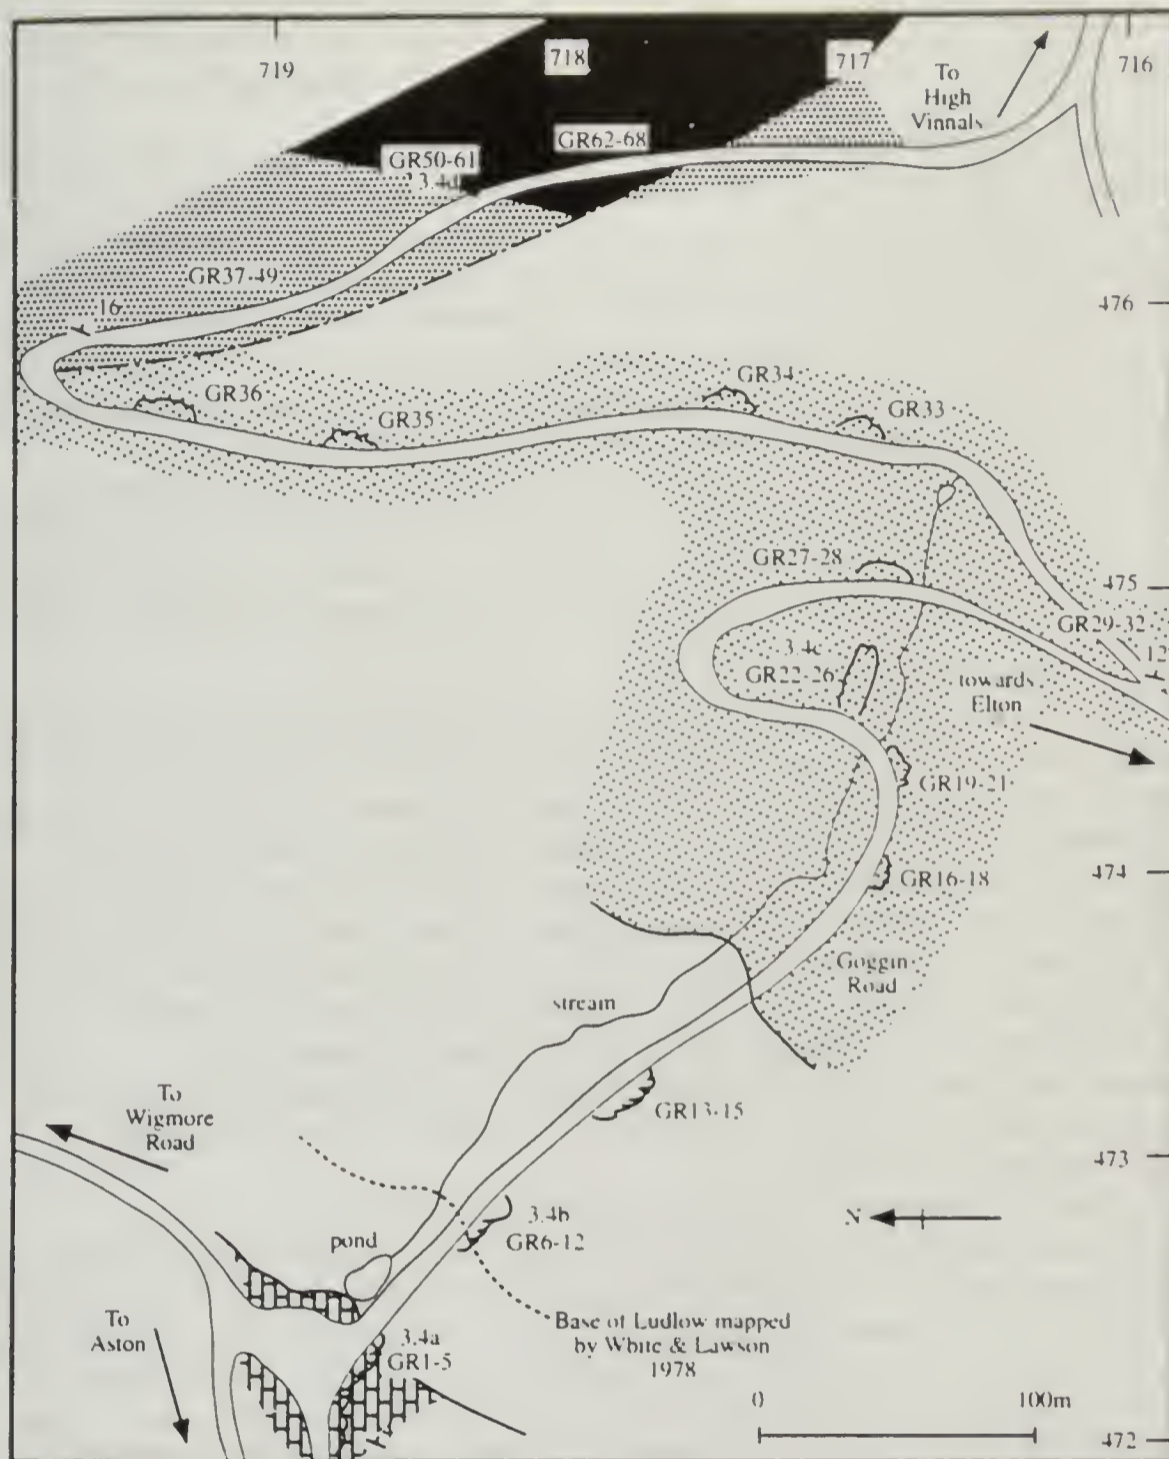 719
718
717
716
To
High
Vinnals
GR50-61
3.4d
GR62-68
GR37-49
16
476
GR36
GR35
GR34
GR33
GR27-28
475
GR29-32
12
3.4c
GR22-26
towards
Elton
GR19-21
GR16-18
474
Goggin
Road
stream
GR13-15
To
Wigmore
Road
473
N
3.4b
GR6-12
pond
To
Aston
3.4a
GR1-5
Base of Ludlow mapped
by White & Lawson
1978
0
100m
472